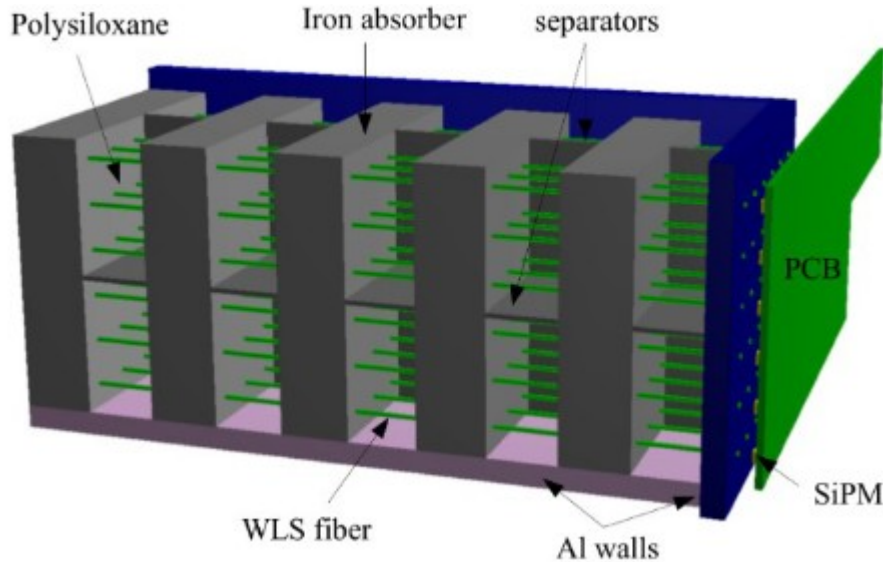 Polysiloxane
Iron absorber
separators
PCB
SiPM
WLS fiber
Al walls